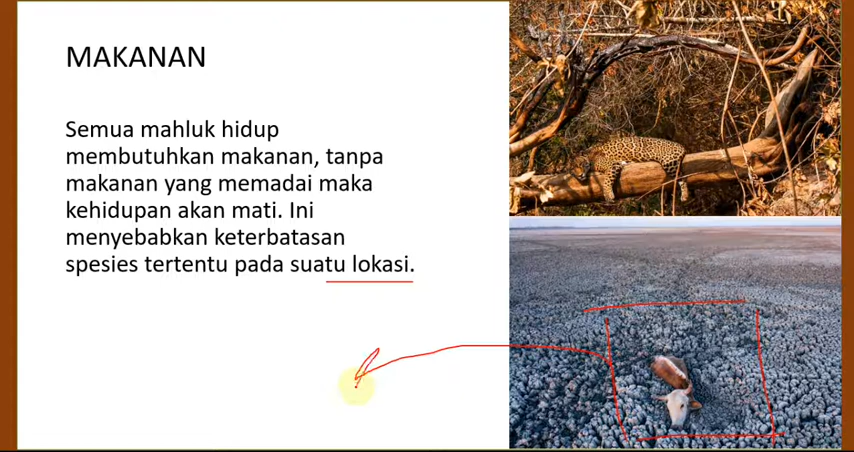 MAKANAN
Semua mahluk hidup
membutuhkan makanan, tanpa
makanan yang memadai maka
kehidupan akan mati. Ini
menyebabkan keterbatasan
spesies tertentu pada suatu lokasi.